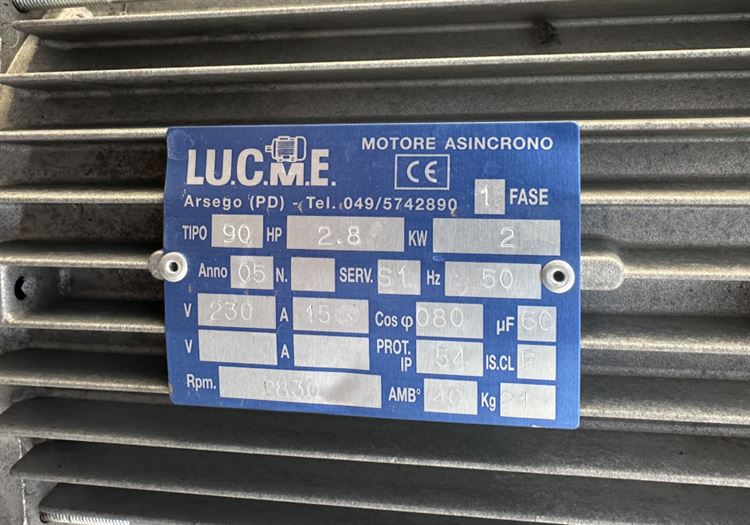 LU.C.M.E.
MOTORE ASINCRONO
CE
Arsego (PD) - Tel. 049/5742890 1 FASE
TIPO 90 HP 2.8 KW 2
Anno 05 N. SERV. S1 Hz 50
V 230 A Cos φ 080 µF 60
V A PROT. IP 54 IS.CL F
Rpm. 2830 AMB° 40 Kg 21